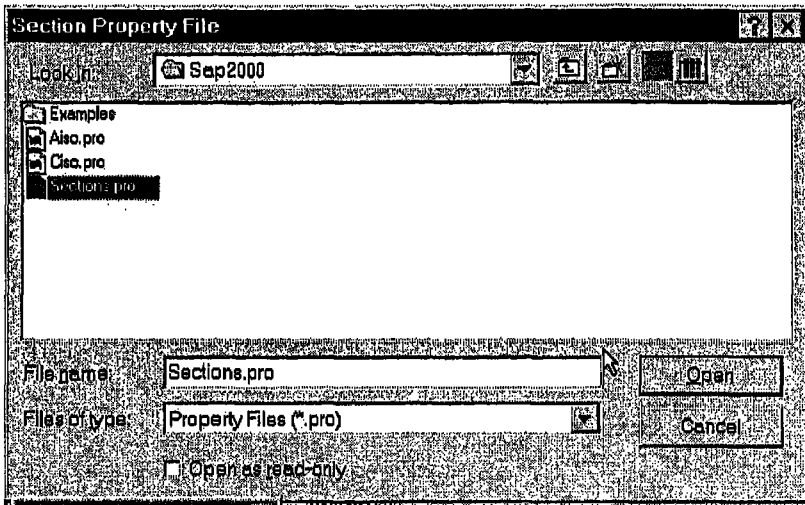 Section Property File
Look in:
Sap2000
Examples
Aisc.pro
Cisc.pro
Sections.pro
File name:
Sections.pro
Open
Files of type:
Property Files (*.pro)
Cancel
Open as read-only